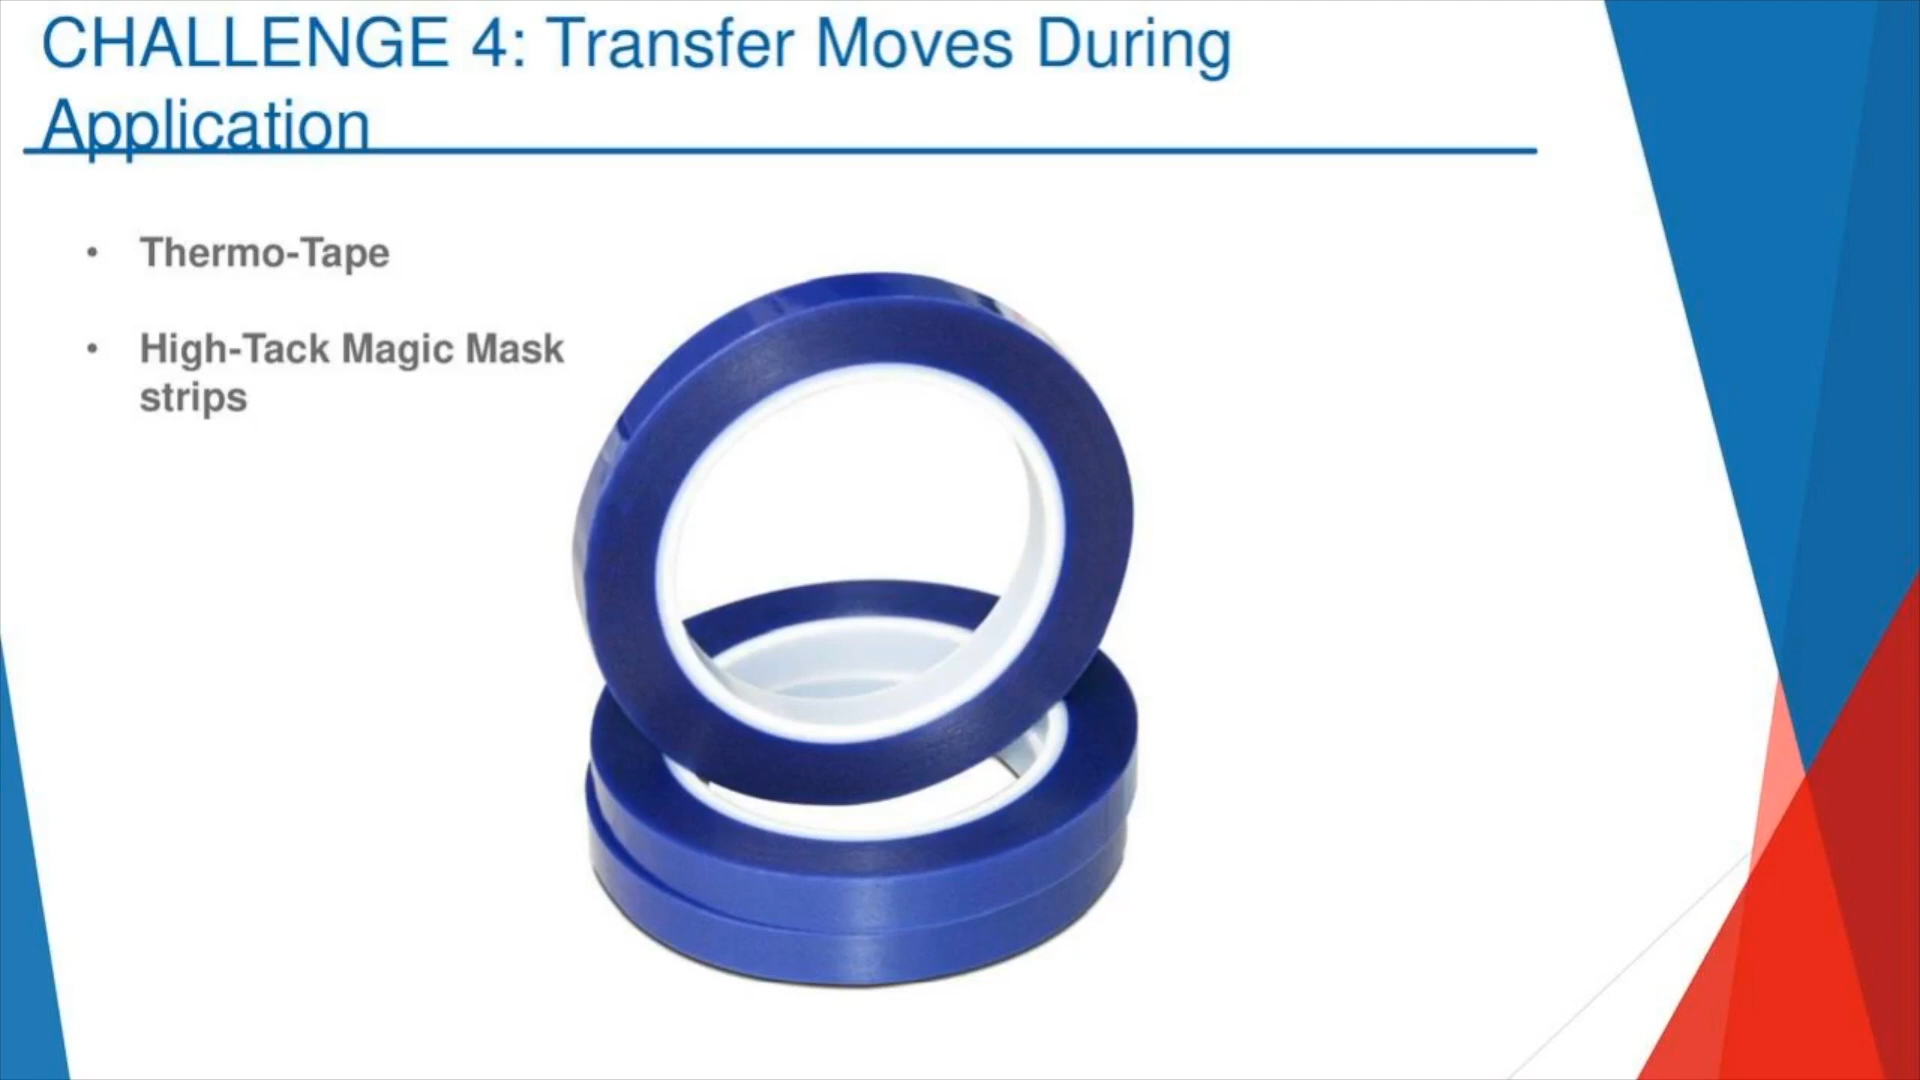 CHALLENGE 4: Transfer Moves During
Application
• Thermo-Tape
• High-Tack Magic Mask
strips